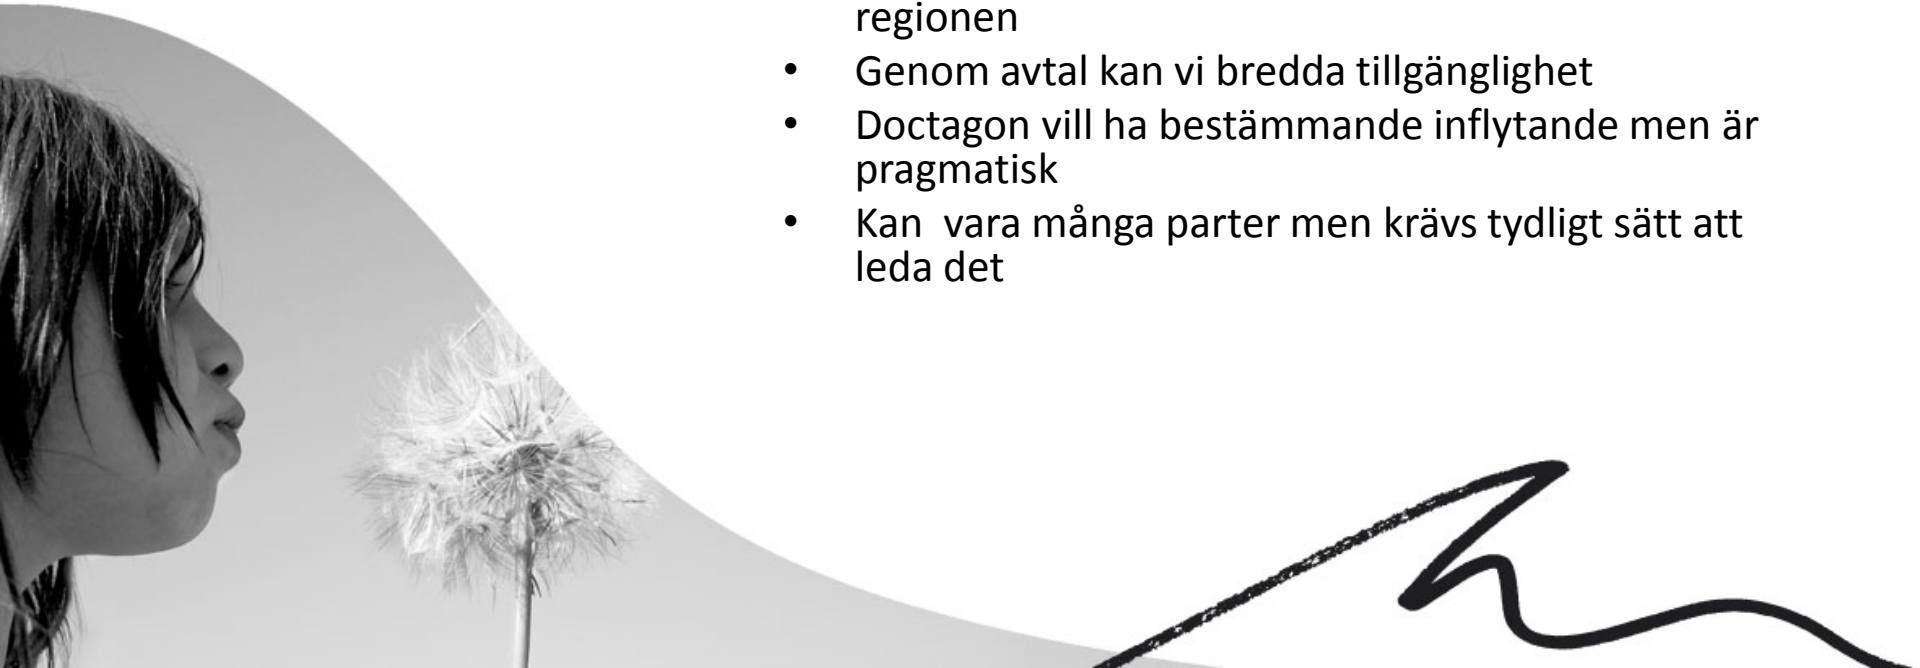 regionen
• Genom avtal kan vi bredda tillgänglighet
• Doctagon vill ha bestämmande inflytande men är
pragmatisk
• Kan  vara många parter men krävs tydligt sätt att
leda det